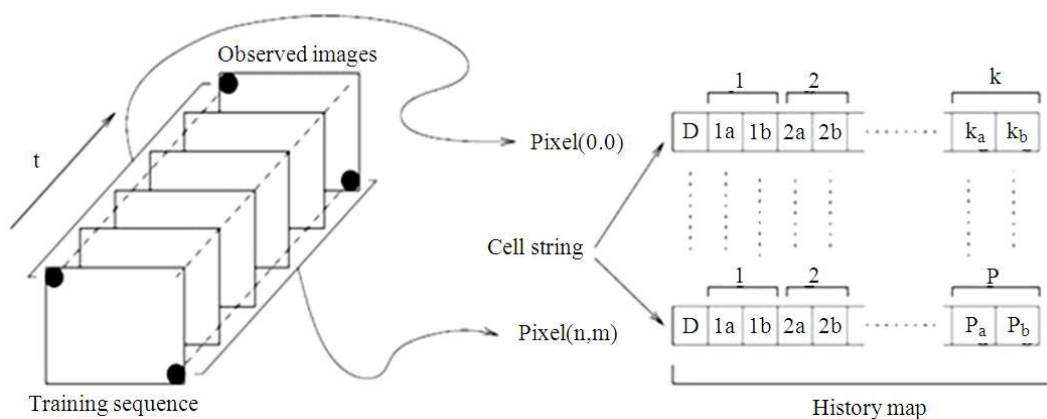 Observed images
t
Training sequence
Pixel(0.0)
Cell string
Pixel(n,m)
1 2 k
D 1a 1b 2a 2b ka kb
1 2 P
D 1a 1b 2a 2b Pa Pb
History map